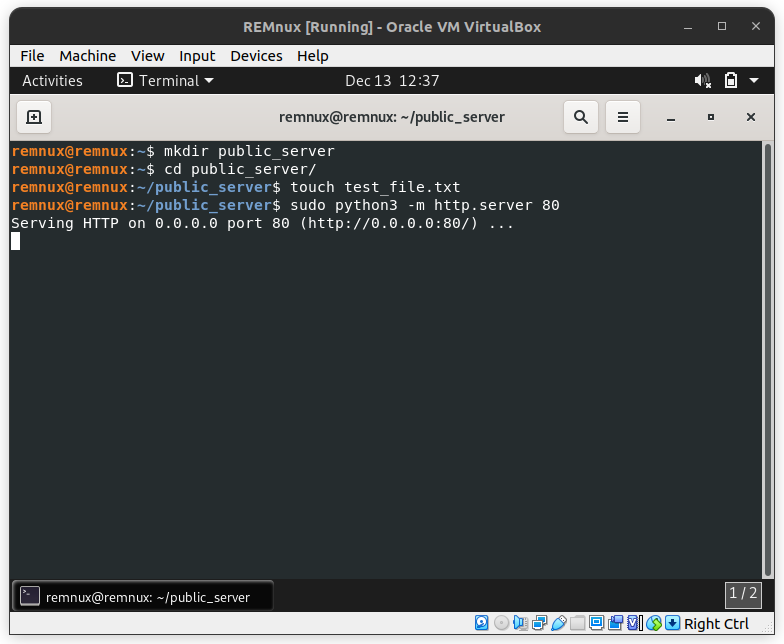 REMnux [Running] - Oracle VM VirtualBox
File Machine View Input Devices Help
Activities Terminal Dec 13 12:37
remnux@remnux: ~/public_server
remnux@remnux:~$ mkdir public_server
remnux@remnux:~$ cd public_server/
remnux@remnux:~/public_server$ touch test_file.txt
remnux@remnux:~/public_server$ sudo python3 -m http.server 80
Serving HTTP on 0.0.0.0 port 80 (http://0.0.0.0:80/) ...
remnux@remnux: ~/public_server 1 / 2
Right Ctrl